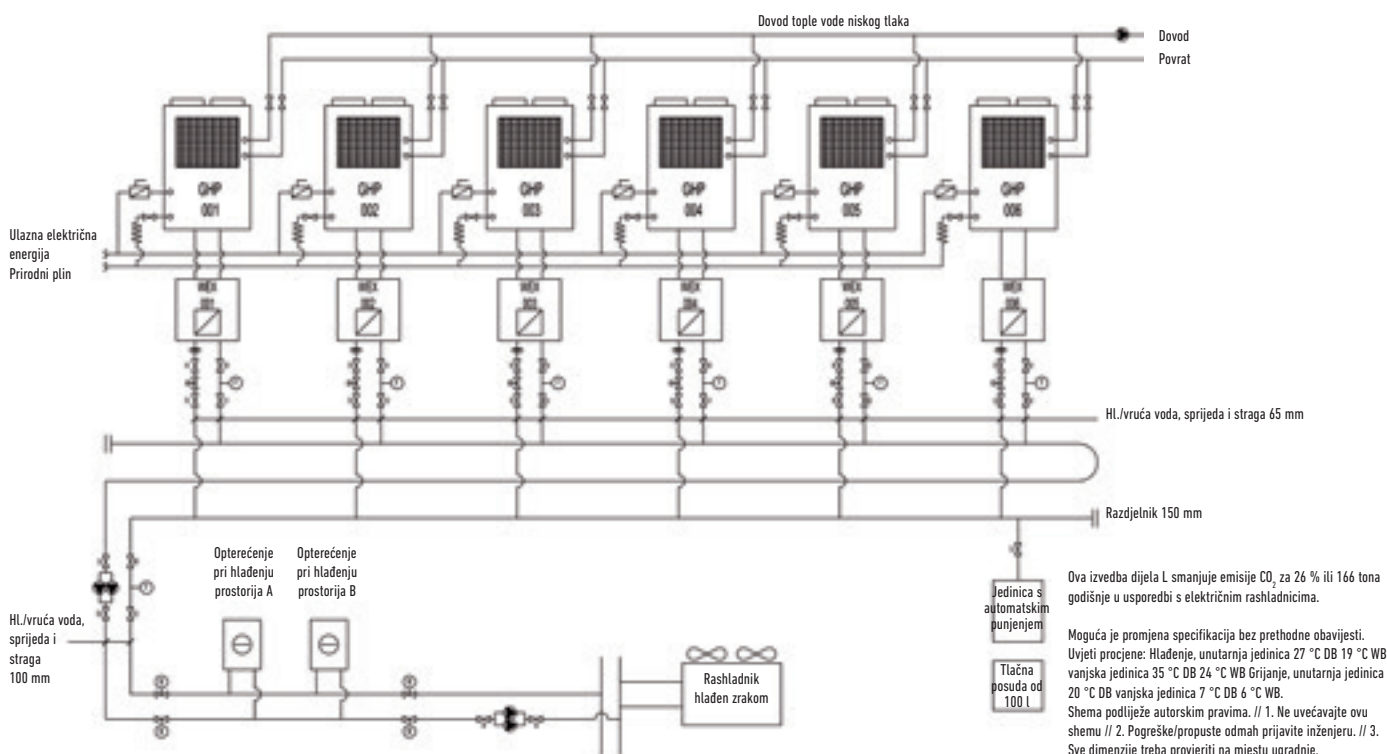 Dovod tople vode niskog tlaka
Dovod
Povrat
GHP
001
GHP
002
GHP
003
GHP
004
GHP
005
GHP
006
Ulazna električna
energija
Prirodni plin
WEX
001
WEX
002
WEX
003
WEX
004
WEX
005
WEX
006
T
T
T
T
T
T
Hl./vruća voda, sprijeda i straga 65 mm
Razdjelnik 150 mm
Opterećenje
pri hlađenju
prostorija A
Opterećenje
pri hlađenju
prostorija B
T
Hl./vruća voda,
sprijeda i
straga
100 mm
Rashladnik
hlađen zrakom
Jedinica s
automatskim
punjenjem
Tlačna
posuda od
100 l
Ova izvedba dijela L smanjuje emisije CO₂ za 26 % ili 166 tona
godišnje u usporedbi s električnim rashladnicima.
Moguća je promjena specifikacija bez prethodne obavijesti.
Uvjeti procjene: Hlađenje, unutarnja jedinica 27 °C DB 19 °C WB
vanjska jedinica 35 °C DB 24 °C WB Grijanje, unutarnja jedinica
20 °C DB vanjska jedinica 7 °C DB 6 °C WB.
Shema podliježe autorskim pravima. // 1. Ne uvećavajte ovu
shemu // 2. Pogreške/propuste odmah prijavite inženjeru. // 3.
Sve dimenzije treba provjeriti na mjestu ugradnje.